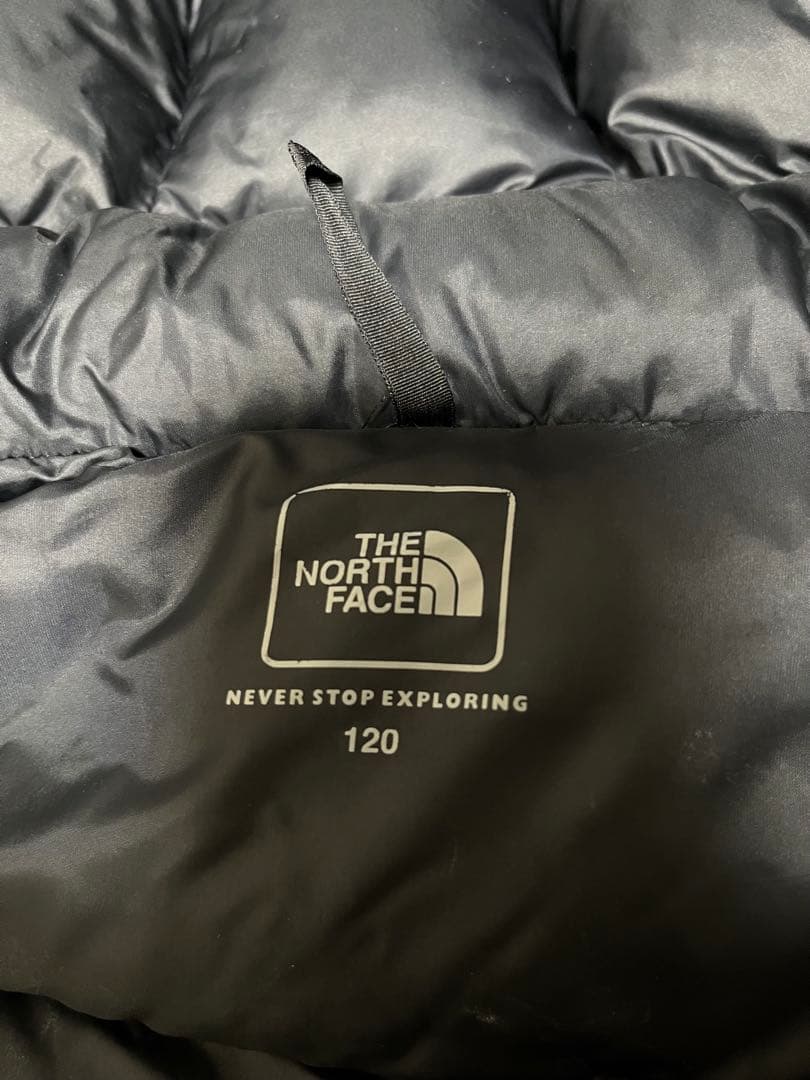 THE
NORTH
FACE
NEVER STOP EXPLORING
120